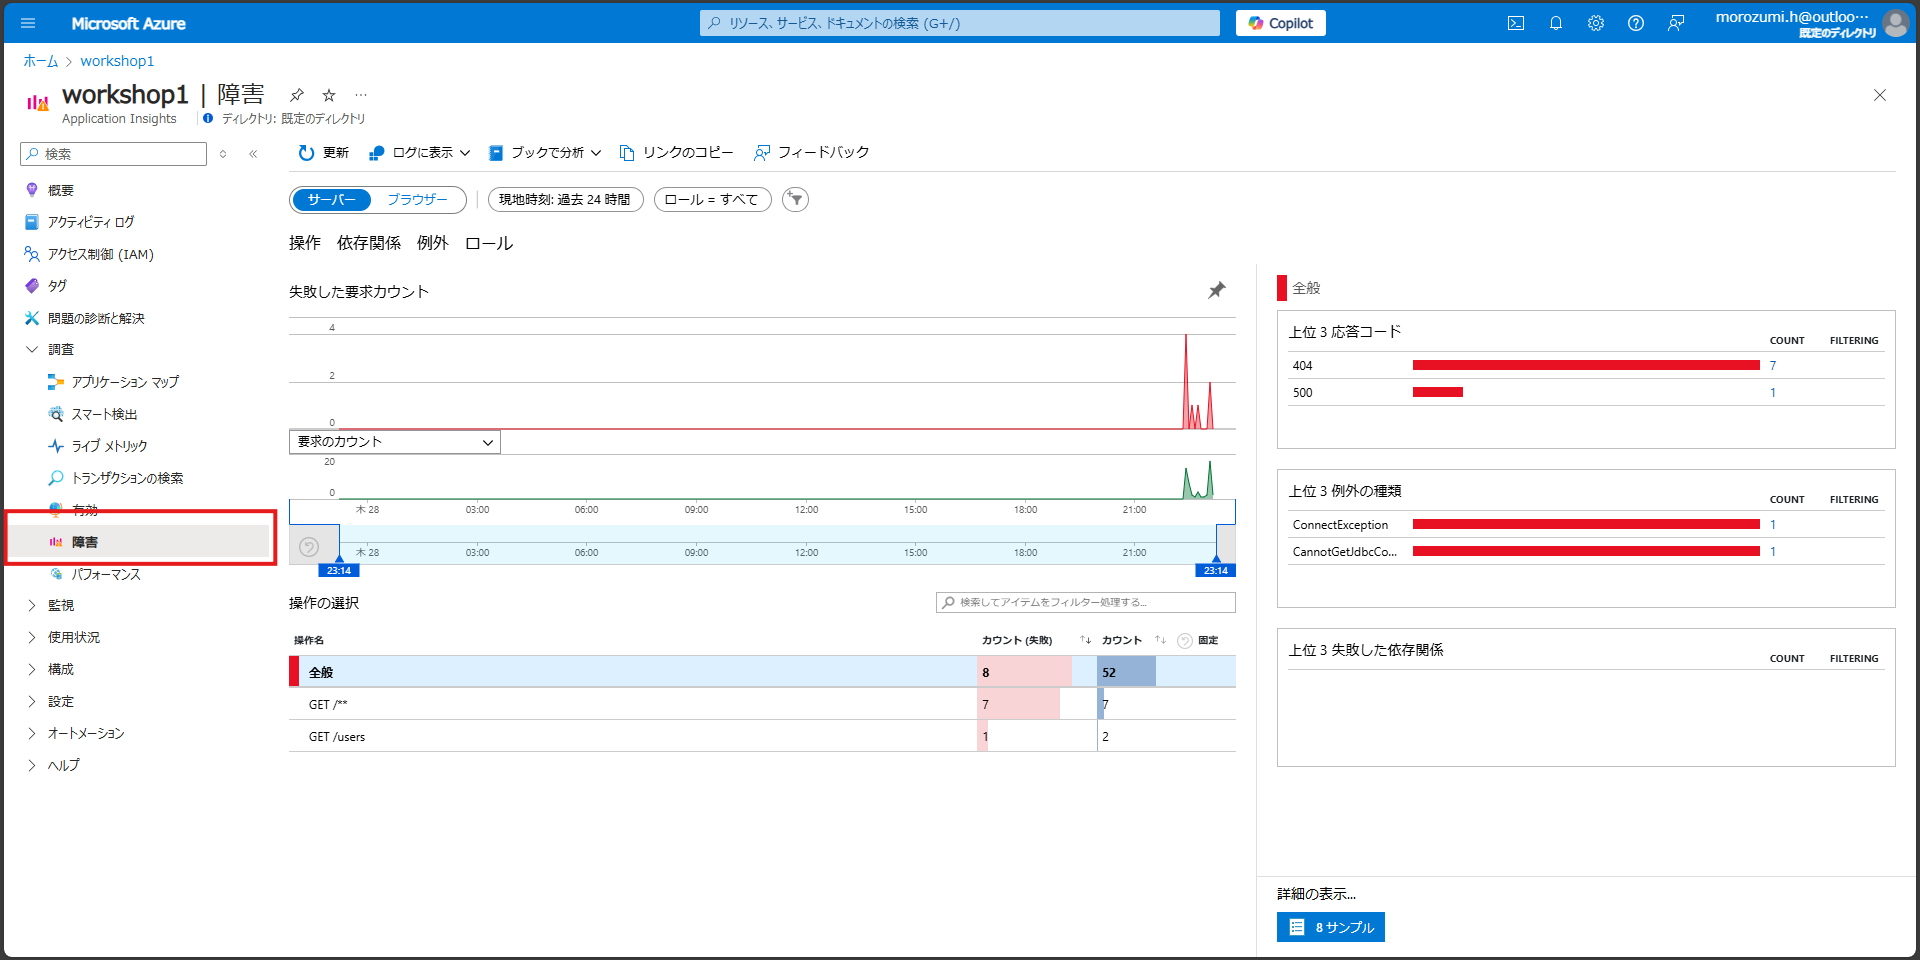 Microsoft Azure
リソース、サービス、ドキュメントの検索 (G+/)
Copilot
morozumi.h@outloo…
既定のディレクトリ
ホーム > workshop1
workshop1 | 障害
Application Insights
ディレクトリ: 既定のディレクトリ
検索
概要
アクティビティ ログ
アクセス制御 (IAM)
タグ
問題の診断と解決
調査
アプリケーション マップ
スマート検出
ライブ メトリック
トランザクションの検索
有効
障害
パフォーマンス
監視
使用状況
構成
設定
オートメーション
ヘルプ
更新
ログに表示
ブックで分析
リンクのコピー
フィードバック
サーバー
ブラウザー
現地時刻: 過去 24 時間
ロール = すべて
操作 依存関係 例外 ロール
失敗した要求カウント
4
2
0
要求のカウント
20
0
木 28 03:00 06:00 09:00 12:00 15:00 18:00 21:00
木 28 03:00 06:00 09:00 12:00 15:00 18:00 21:00
23:14 23:14
操作の選択
検索してアイテムをフィルター処理する...
操作名 カウント (失敗) カウント 固定
全般 8 52
GET /** 7 7
GET /users 1 2
全般
上位 3 応答コード
COUNT FILTERING
404 7
500 1
上位 3 例外の種類
COUNT FILTERING
ConnectException 1
CannotGetJdbcCo... 1
上位 3 失敗した依存関係
COUNT FILTERING
詳細の表示...
8 サンプル